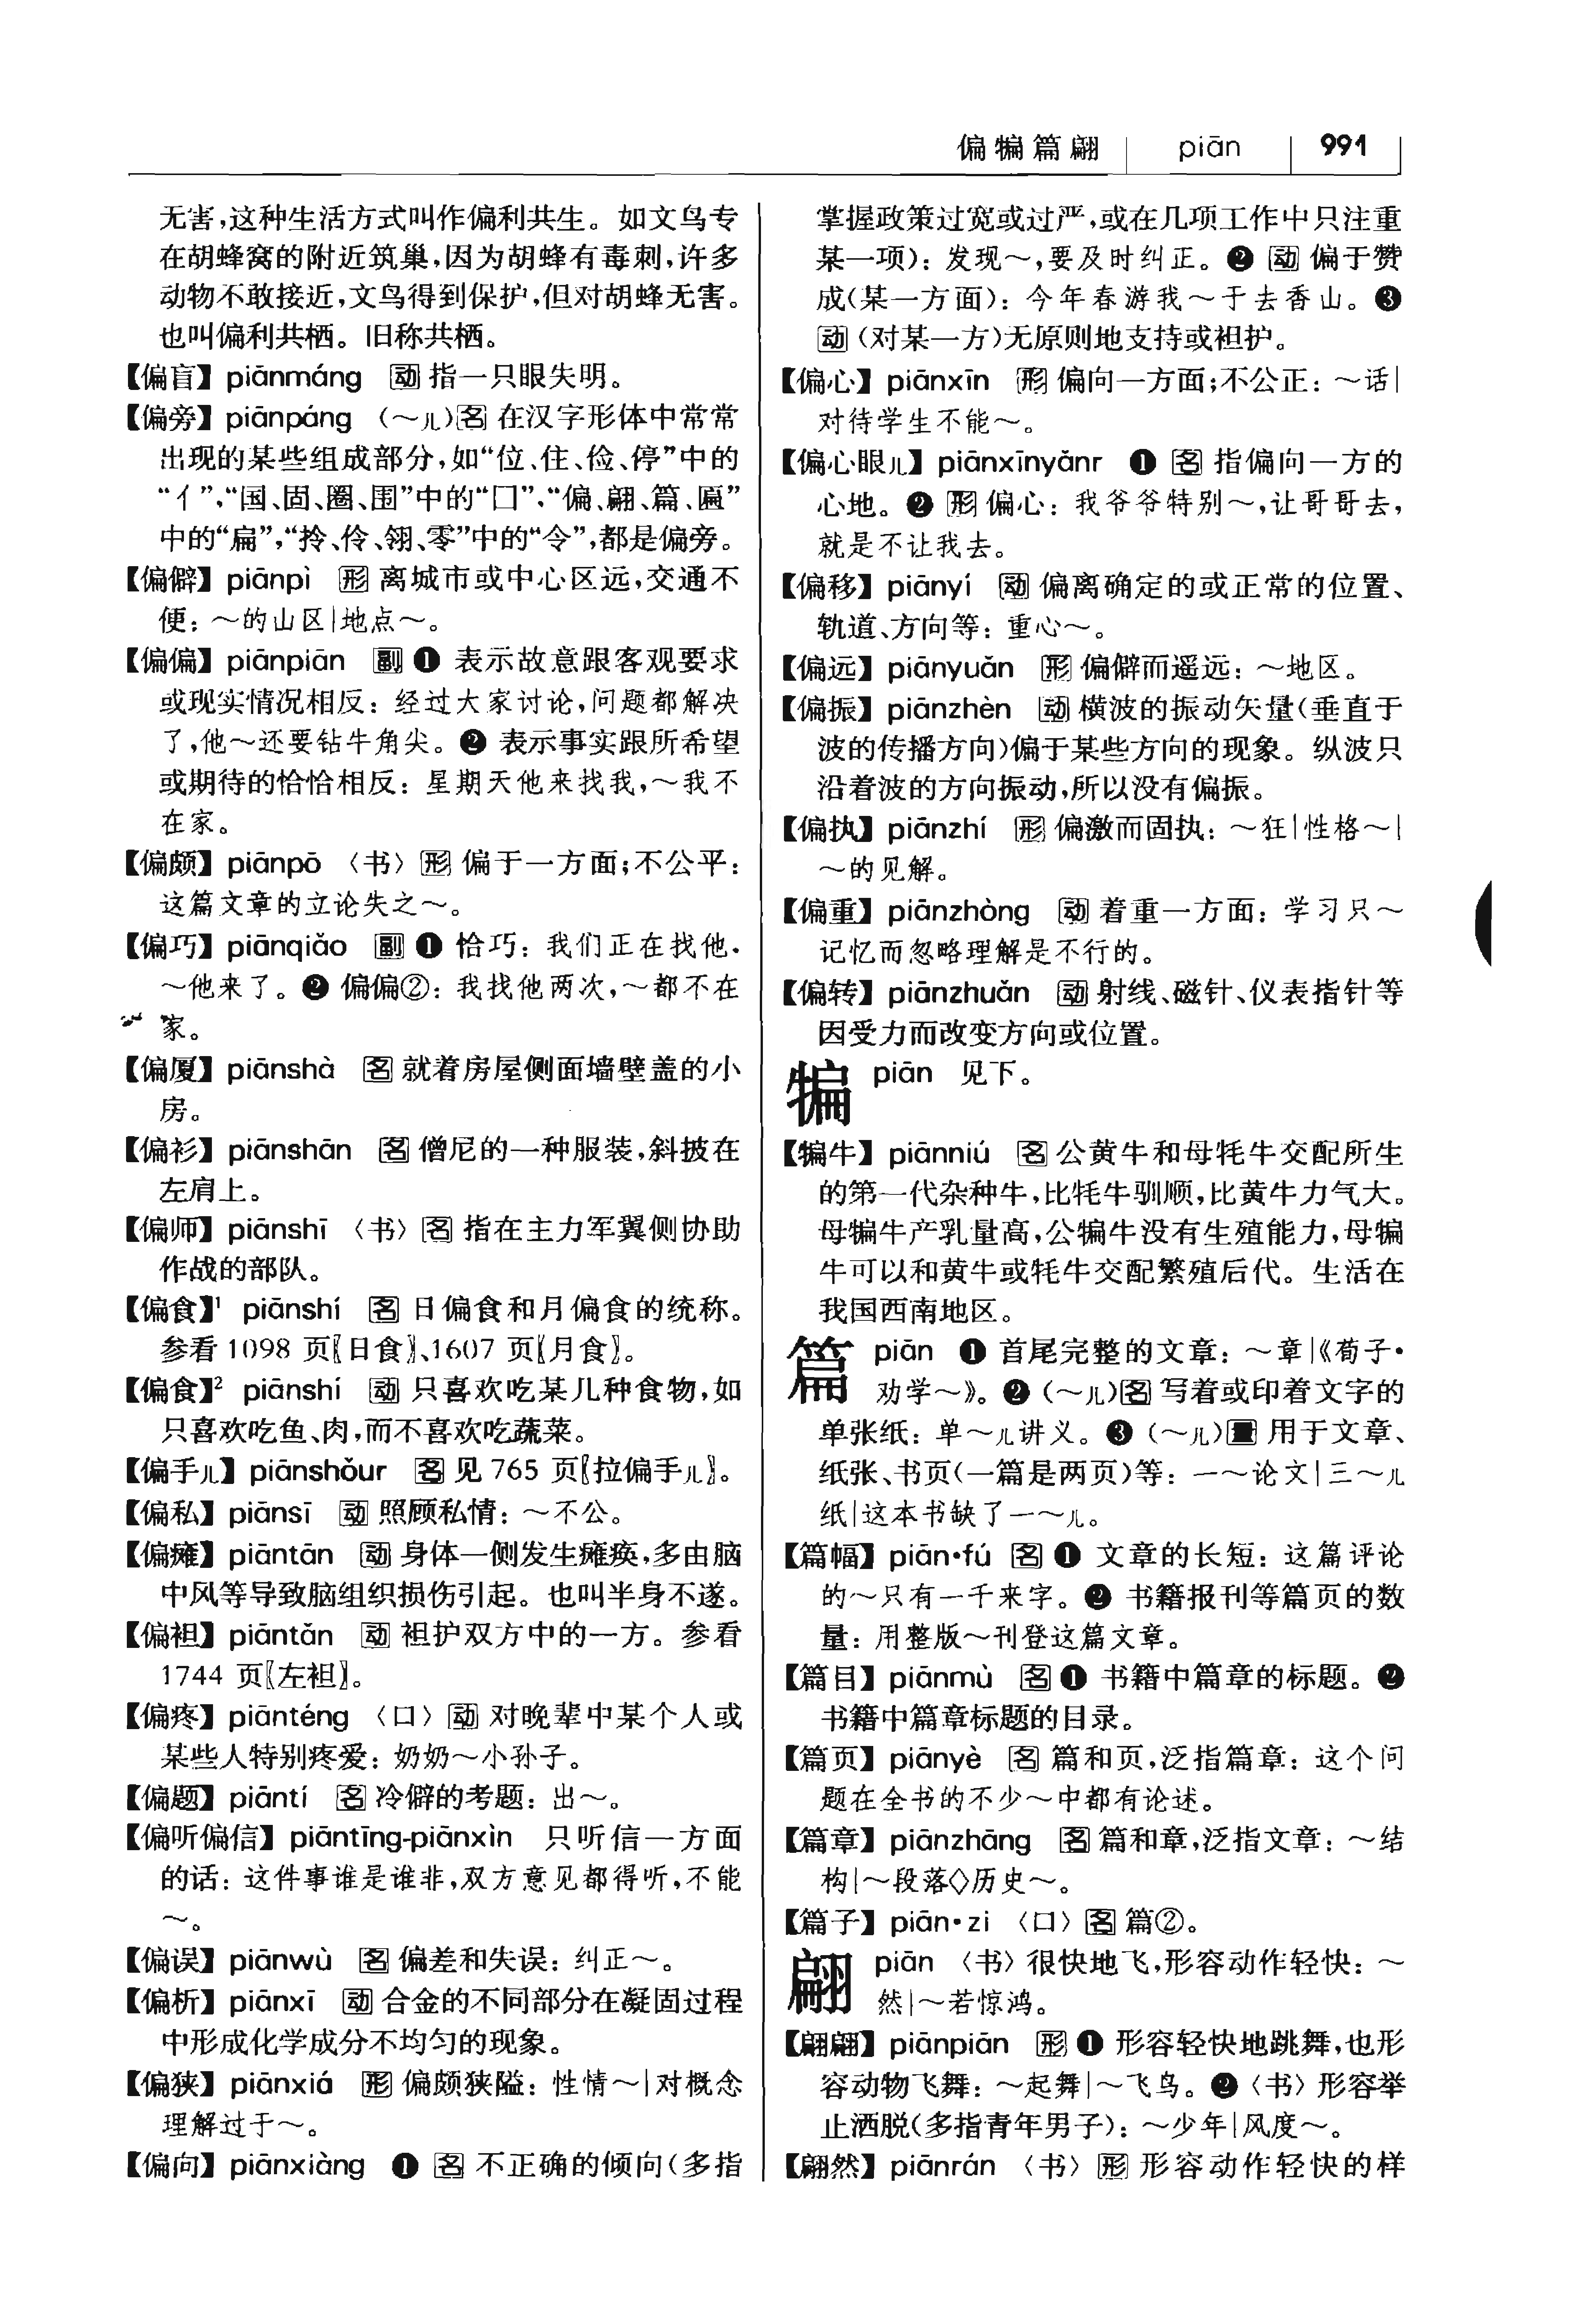 偏犏篇翩 piān 991
无害,这种生活方式叫作偏利共生。如文鸟专
在胡蜂窝的附近筑巢,因为胡蜂有毒刺,许多
动物不敢接近,文鸟得到保护,但对胡蜂无害。
也叫偏利共栖。旧称共栖。
【偏盲】piānmáng 动 指一只眼失明。
【偏旁】piānpáng (~儿)名 在汉字形体中常常
出现的某些组成部分,如“位、住、俭、停”中的
“亻”,“国、固、圈、围”中的“囗”,“偏、翩、篇、匾”
中的“扁”,“拎、伶、翎、零”中的“令”,都是偏旁。
【偏僻】piānpì 形 离城市或中心区远,交通不
便:~的山区|地点~。
【偏偏】piānpiān 副 ❶ 表示故意跟客观要求
或现实情况相反:经过大家讨论,问题都解决
了,他~还要钻牛角尖。❷ 表示事实跟所希望
或期待的恰恰相反:星期天他来找我,~我不
在家。
【偏颇】piānpō 〈书〉形 偏于一方面;不公平:
这篇文章的立论失之~。
【偏巧】piānqiǎo 副 ❶ 恰巧:我们正在找他,
~他来了。❷ 偏偏②:我找他两次,~都不在
家。
【偏厦】piānshà 名 就着房屋侧面墙壁盖的小
房。
【偏衫】piānshān 名 僧尼的一种服装,斜披在
左肩上。
【偏师】piānshī 〈书〉名 指在主力军翼侧协助
作战的部队。
【偏食】¹ piānshí 名 日偏食和月偏食的统称。
参看 1098 页〖日食〗、1607 页〖月食〗。
【偏食】² piānshí 动 只喜欢吃某几种食物,如
只喜欢吃鱼、肉,而不喜欢吃蔬菜。
【偏手儿】piānshǒur 名 见 765 页〖拉偏手儿〗。
【偏私】piānsī 动 照顾私情:~不公。
【偏瘫】piāntān 动 身体一侧发生瘫痪,多由脑
中风等导致脑组织损伤引起。也叫半身不遂。
【偏袒】piāntǎn 动 袒护双方中的一方。参看
1744 页〖左袒〗。
【偏疼】piānténg 〈口〉动 对晚辈中某个人或
某些人特别疼爱:奶奶~小孙子。
【偏题】piāntí 名 冷僻的考题:出~。
【偏听偏信】piāntīng-piānxìn 只听信一方面
的话:这件事谁是谁非,双方意见都得听,不能
~。
【偏误】piānwù 名 偏差和失误:纠正~。
【偏析】piānxī 动 合金的不同部分在凝固过程
中形成化学成分不均匀的现象。
【偏狭】piānxiá 形 偏颇狭隘:性情~|对概念
理解过于~。
【偏向】piānxiàng ❶ 名 不正确的倾向(多指
掌握政策过宽或过严,或在几项工作中只注重
某一项):发现~,要及时纠正。❷ 动 偏于赞
成(某一方面):今年春游我~于去香山。❸
动 (对某一方)无原则地支持或袒护。
【偏心】piānxīn 形 偏向一方面;不公正:~话|
对待学生不能~。
【偏心眼儿】piānxīnyǎnr ❶ 名 指偏向一方的
心地。❷ 形 偏心:我爷爷特别~,让哥哥去,
就是不让我去。
【偏移】piānyí 动 偏离确定的或正常的位置、
轨道、方向等:重心~。
【偏远】piānyuǎn 形 偏僻而遥远:~地区。
【偏振】piānzhèn 动 横波的振动矢量(垂直于
波的传播方向)偏于某些方向的现象。纵波只
沿着波的方向振动,所以没有偏振。
【偏执】piānzhí 形 偏激而固执:~狂|性格~|
~的见解。
【偏重】piānzhòng 动 着重一方面:学习只~
记忆而忽略理解是不行的。
【偏转】piānzhuǎn 动 射线、磁针、仪表指针等
因受力而改变方向或位置。
犏 piān 见下。
【犏牛】piānniú 名 公黄牛和母牦牛交配所生
的第一代杂种牛,比牦牛驯顺,比黄牛力气大。
母犏牛产乳量高,公犏牛没有生殖能力,母犏
牛可以和黄牛或牦牛交配繁殖后代。生活在
我国西南地区。
篇 piān ❶ 首尾完整的文章:~章|《荀子·
劝学~》。❷ (~儿)名 写着或印着文字的
单张纸:单~儿讲义。❸ (~儿)量 用于文章、
纸张、书页(一篇是两页)等:一~论文|三~儿
纸|这本书缺了一~儿。
【篇幅】piān·fú 名 ❶ 文章的长短:这篇评论
的~只有一千来字。❷ 书籍报刊等篇页的数
量:用整版~刊登这篇文章。
【篇目】piānmù 名 ❶ 书籍中篇章的标题。❷
书籍中篇章标题的目录。
【篇页】piānyè 名 篇和页,泛指篇章:这个问
题在全书的不少~中都有论述。
【篇章】piānzhāng 名 篇和章,泛指文章:~结
构|~段落◇历史~。
【篇子】piān·zi 〈口〉名 篇②。
翩 piān 〈书〉很快地飞,形容动作轻快:~
然|~若惊鸿。
【翩翩】piānpiān 形 ❶ 形容轻快地跳舞,也形
容动物飞舞:~起舞|~飞鸟。❷〈书〉形容举
止洒脱(多指青年男子):~少年|风度~。
【翩然】piānrán 〈书〉形 形容动作轻快的样